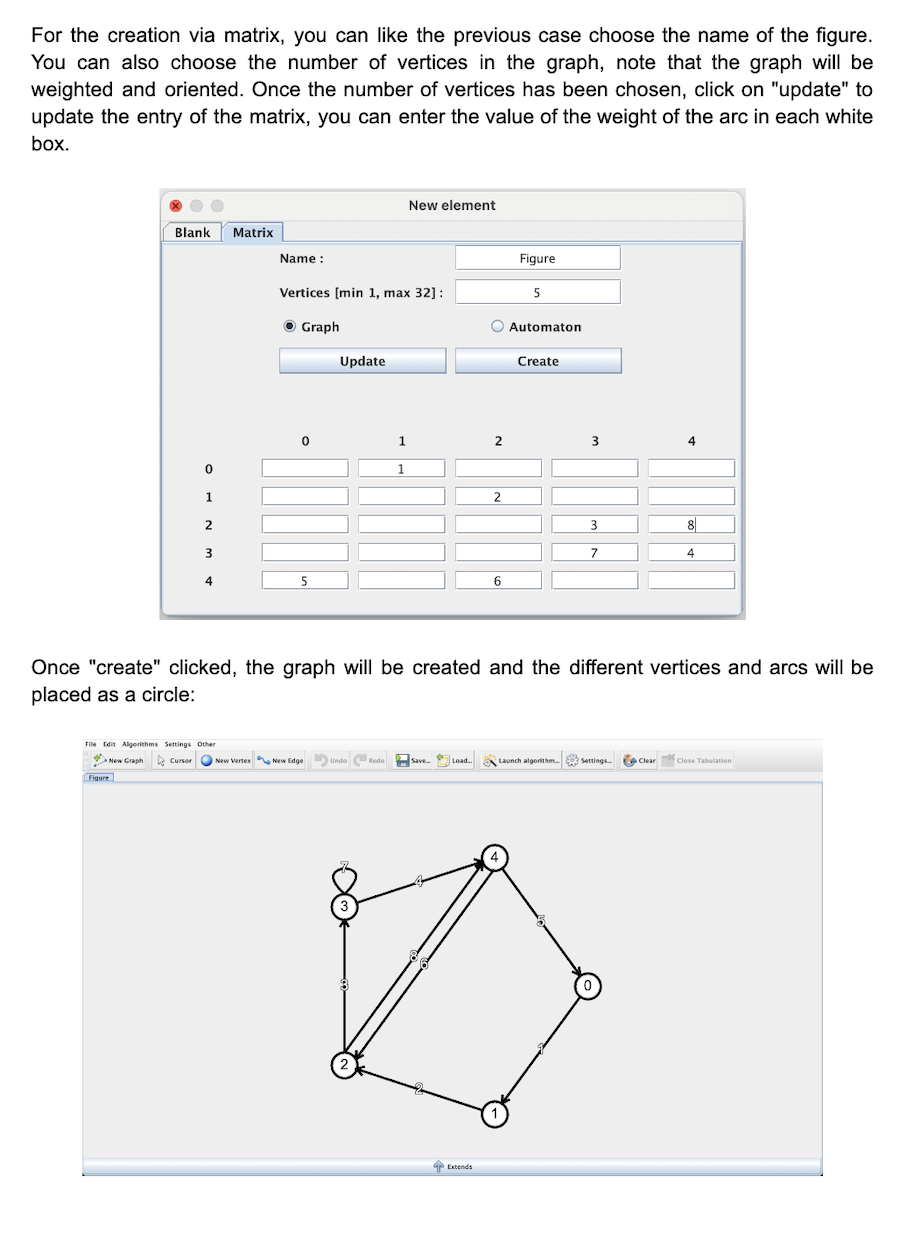 For the creation via matrix, you can like the previous case choose the name of the figure.
You can also choose the number of vertices in the graph, note that the graph will be
weighted and oriented. Once the number of vertices has been chosen, click on "update" to
update the entry of the matrix, you can enter the value of the weight of the arc in each white
box.
New element
Blank Matrix
Name : Figure
Vertices [min 1, max 32] : 5
Graph Automaton
Update Create
0 1 2 3 4
0 1
1 2
2 3 8
3 7 4
4 5 6
Once "create" clicked, the graph will be created and the different vertices and arcs will be
placed as a circle:
File Edit Algorithms Settings Other
New Graph Cursor New Vertex New Edge Undo Redo Save... Load... Launch algorithm... Settings... Clear Close Tabulation
Figure
4
7
4
3
5
8
6
0
3
1
2
2
1
Extends